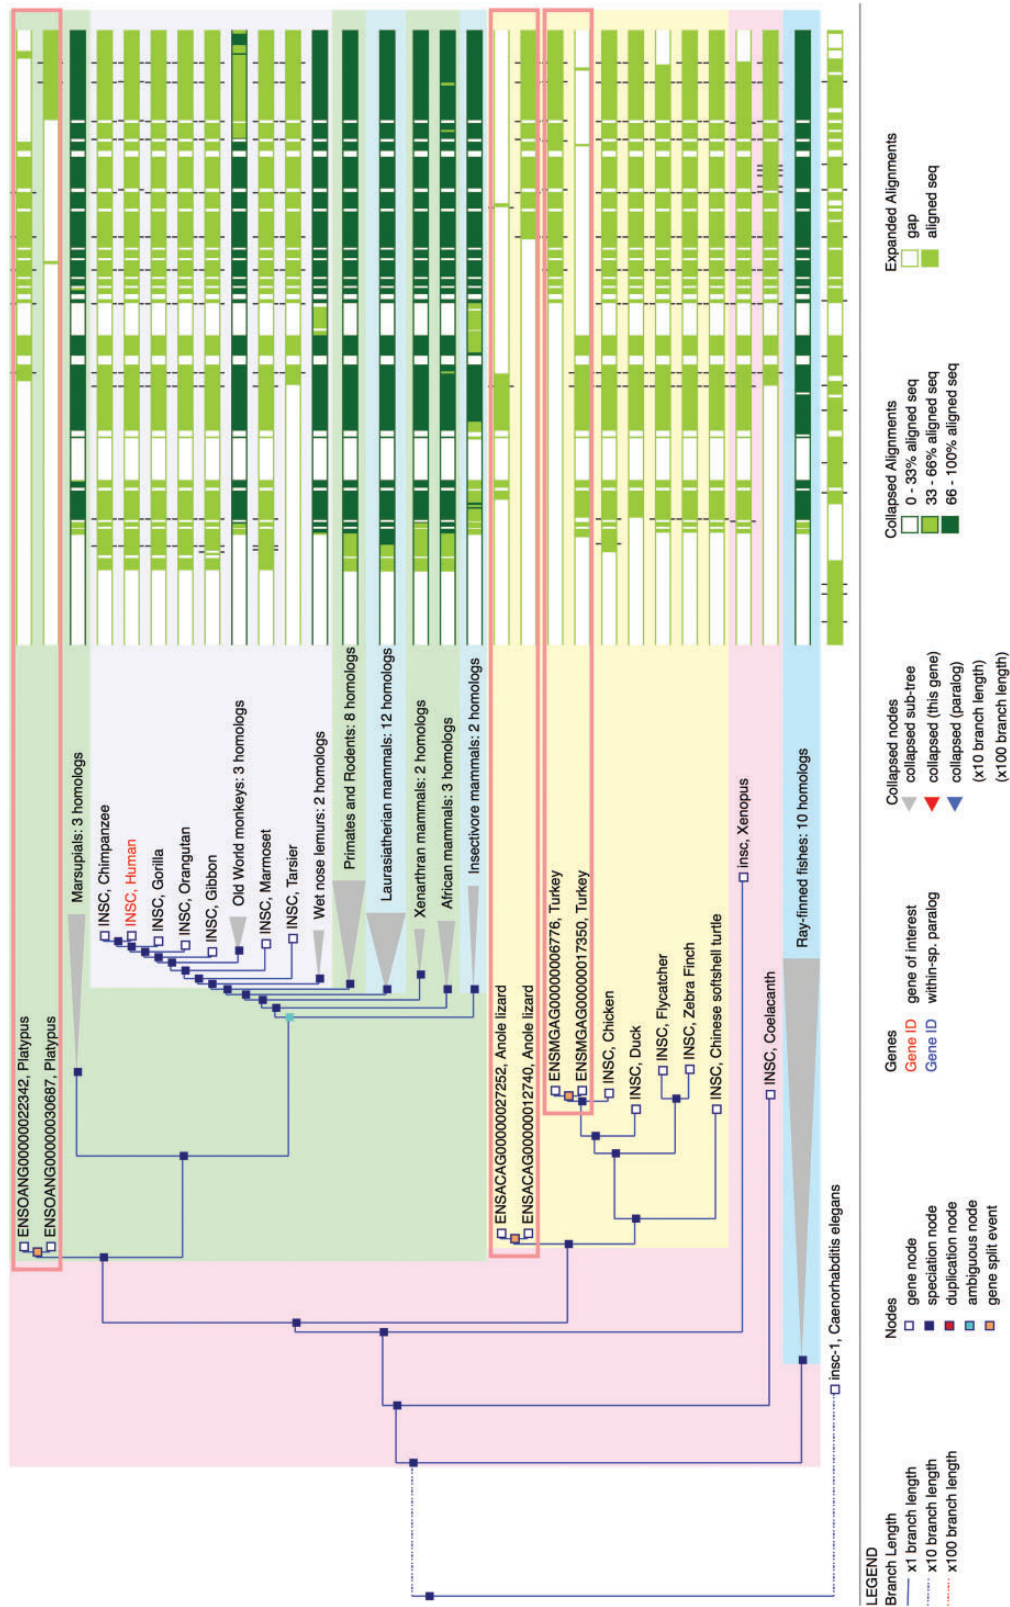 ENSOANG00000022342, Platypus
ENSOANG00000030687, Platypus
Marsupials: 3 homologs
INSC, Chimpanzee
INSC, Human
INSC, Gorilla
INSC, Orangutan
INSC, Gibbon
Old World monkeys: 3 homologs
INSC, Marmoset
INSC, Tarsier
Wet nose lemurs: 2 homologs
Primates and Rodents: 8 homologs
Laurasiatherian mammals: 12 homologs
Xenarthran mammals: 2 homologs
African mammals: 3 homologs
Insectivore mammals: 2 homologs
ENSACAG00000027252, Anole lizard
ENSACAG00000012740, Anole lizard
ENSMGAG00000006776, Turkey
ENSMGAG00000017350, Turkey
INSC, Chicken
INSC, Duck
INSC, Flycatcher
INSC, Zebra Finch
INSC, Chinese softshell turtle
insc, Xenopus
INSC, Coelacanth
Ray-finned fishes: 10 homologs
insc-1, Caenorhabditis elegans
LEGEND
Branch Length
x1 branch length
x10 branch length
x100 branch length
Nodes
gene node
speciation node
duplication node
ambiguous node
gene split event
Genes
Gene ID gene of interest
Gene ID within-sp. paralog
Collapsed nodes
collapsed sub-tree
collapsed (this gene)
collapsed (paralog)
(x10 branch length)
(x100 branch length)
Collapsed Alignments
0 - 33% aligned seq
33 - 66% aligned seq
66 - 100% aligned seq
Expanded Alignments
gap
aligned seq